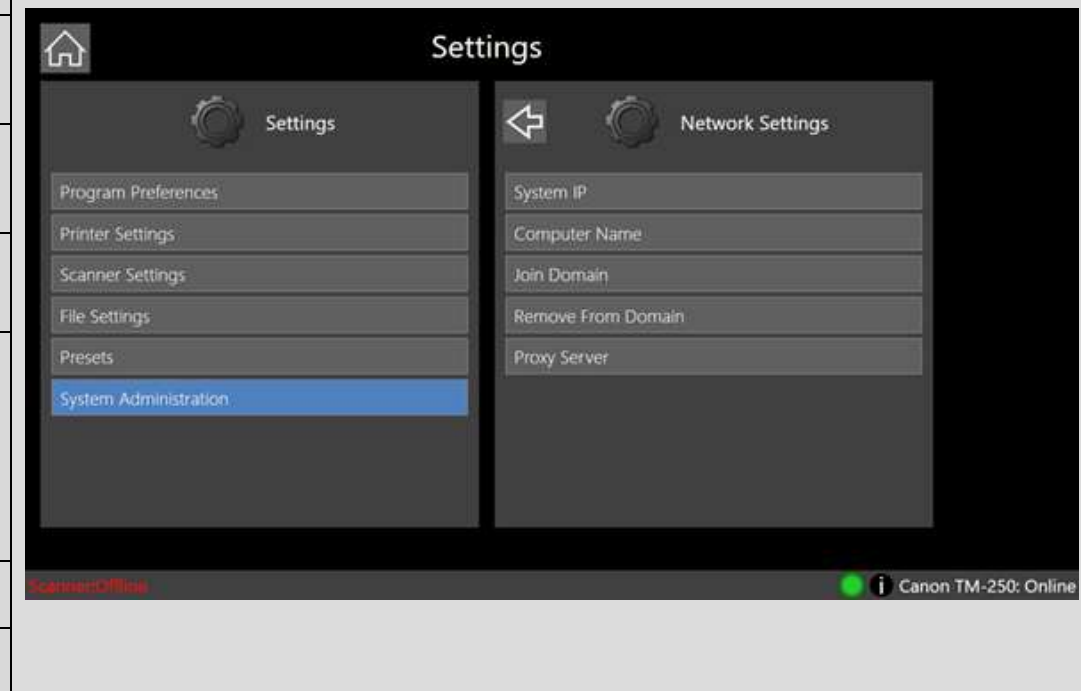 Settings
Settings
Program Preferences
Printer Settings
Scanner Settings
File Settings
Presets
System Administration
Network Settings
System IP
Computer Name
Join Domain
Remove From Domain
Proxy Server
Scanner:Offline
i Canon TM-250: Online